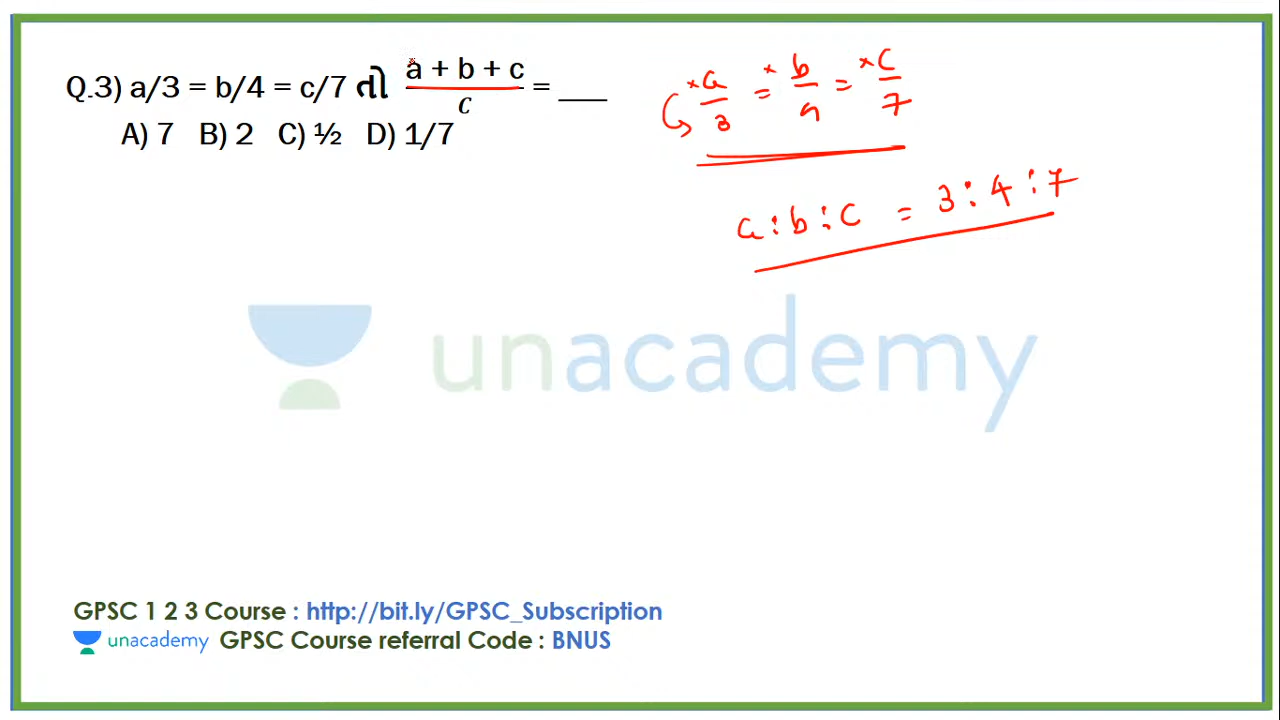 Q.3) a/3 = b/4 = c/7 તો (a + b + c)/c = ___
A) 7 B) 2 C) ½ D) 1/7
a/3 = b/4 = c/7
a : b : c = 3 : 4 : 7
unacademy
GPSC 1 2 3 Course : http://bit.ly/GPSC_Subscription
unacademy GPSC Course referral Code : BNUS